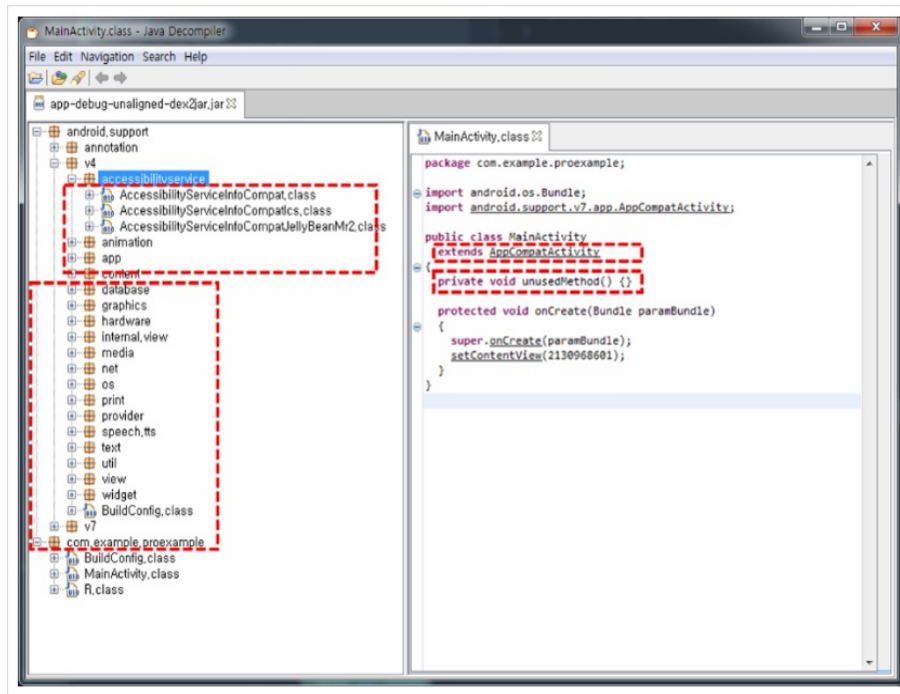 MainActivity.class - Java Decompiler
File Edit Navigation Search Help
app-debug-unaligned-dex2jar.jar
android.support
annotation
v4
accessibilityservice
AccessibilityServiceInfoCompat.class
AccessibilityServiceInfoCompatIcs.class
AccessibilityServiceInfoCompatJellyBeanMr2.class
animation
app
content
database
graphics
hardware
internal.view
media
net
os
print
provider
speech.tts
text
util
view
widget
BuildConfig.class
v7
com.example.proexample
BuildConfig.class
MainActivity.class
R.class
MainActivity.class
package com.example.proexample;
import android.os.Bundle;
import android.support.v7.app.AppCompatActivity;
public class MainActivity
extends AppCompatActivity
{
private void unusedMethod() {}
protected void onCreate(Bundle paramBundle)
{
super.onCreate(paramBundle);
setContentView(2130968601);
}
}